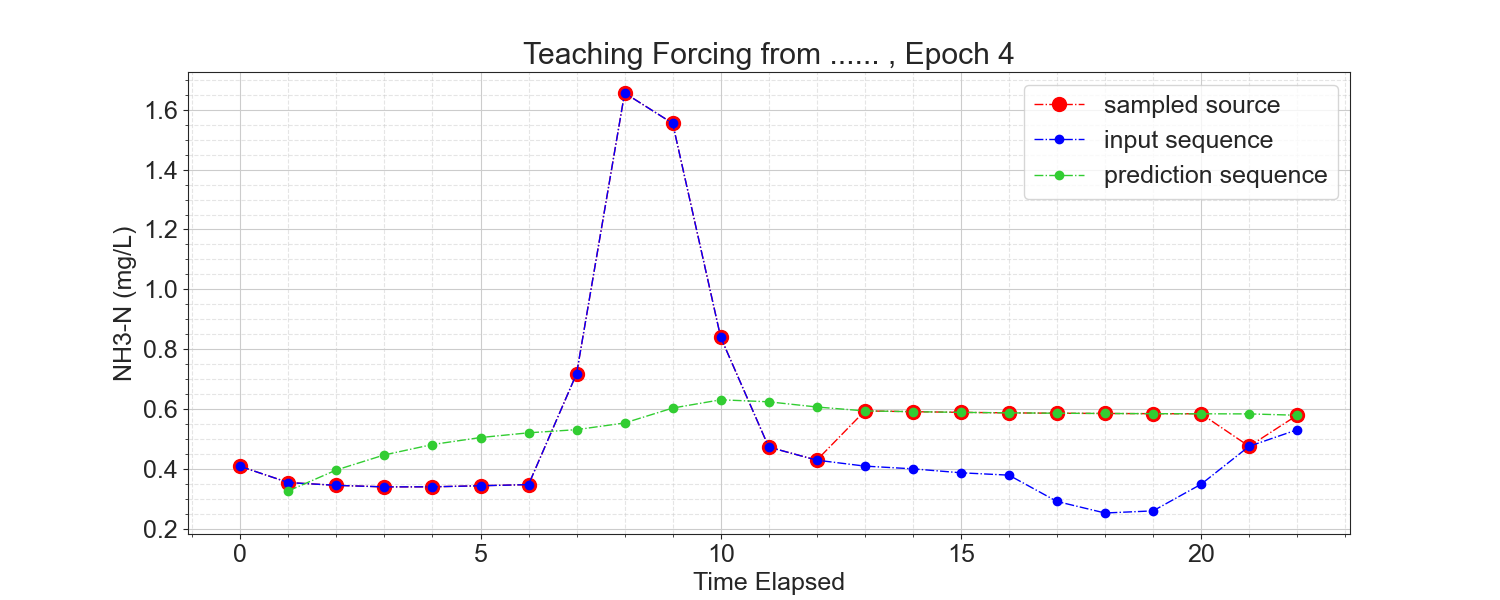 Teaching Forcing from ...... , Epoch 4
sampled source
input sequence
prediction sequence
NH3-N (mg/L)
1.6
1.4
1.2
1.0
0.8
0.6
0.4
0.2
0 5 10 15 20
Time Elapsed